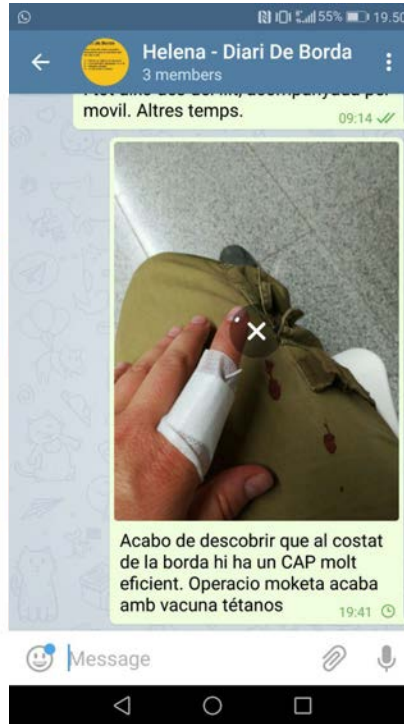 55% 19.50
Helena - Diari De Borda
3 members
movil. Altres temps.
09:14
Acabo de descobrir que al costat
de la borda hi ha un CAP molt
eficient. Operacio moketa acaba
amb vacuna tétanos
19:41
Message